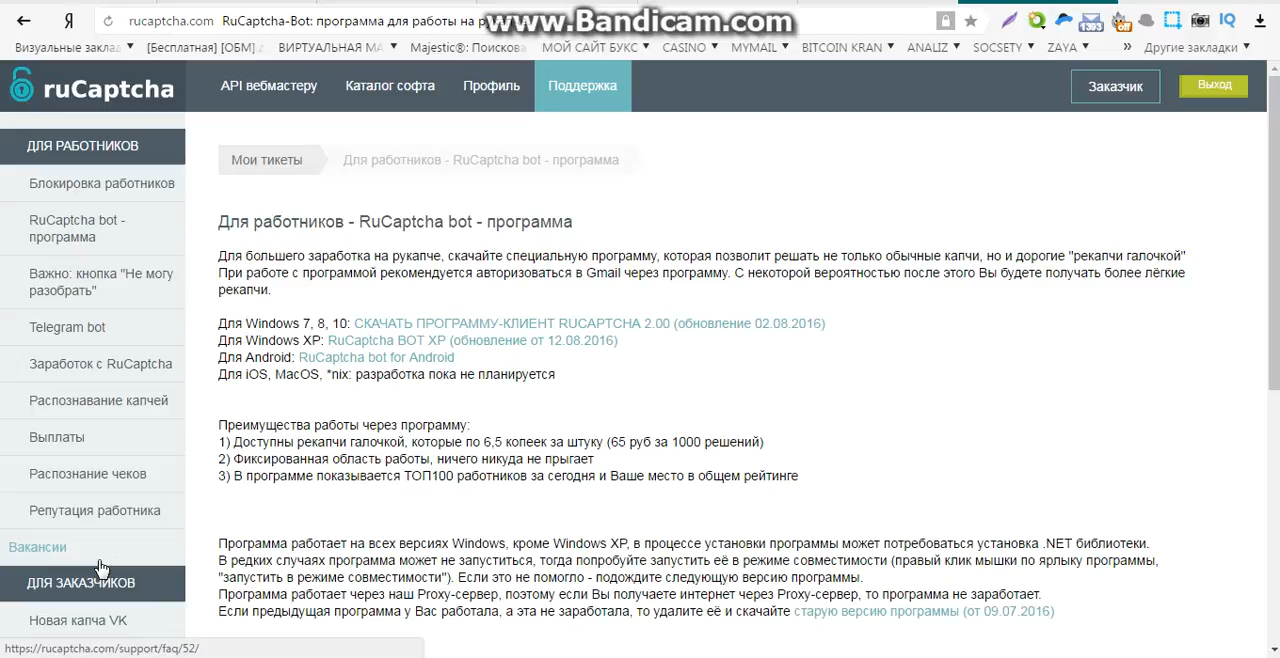 Я rucaptcha.com RuCaptcha-Bot: программа для работы на
www.Bandicam.com
1393 off IQ
Визуальные заклад [Бесплатная] [ОБМ] ВИРТУАЛЬНАЯ МА Majestic®: Поискова МОЙ САЙТ БУКС CASINO MYMAIL BITCOIN KRAN ANALIZ SOCSETY ZAYA » Другие закладки
ruCaptcha API вебмастеру Каталог софта Профиль Поддержка Заказчик Выход
ДЛЯ РАБОТНИКОВ
Блокировка работников
RuCaptcha bot -
программа
Важно: кнопка "Не могу
разобрать"
Telegram bot
Заработок с RuCaptcha
Распознавание капчей
Выплаты
Распознание чеков
Репутация работника
Вакансии
ДЛЯ ЗАКАЗЧИКОВ
Новая капча VK
Мои тикеты Для работников - RuCaptcha bot - программа
Для работников - RuCaptcha bot - программа
Для большего заработка на рукапче, скачайте специальную программу, которая позволит решать не только обычные капчи, но и дорогие "рекапчи галочкой"
При работе с программой рекомендуется авторизоваться в Gmail через программу. С некоторой вероятностью после этого Вы будете получать более лёгкие
рекапчи.
Для Windows 7, 8, 10: СКАЧАТЬ ПРОГРАММУ-КЛИЕНТ RUCAPTCHA 2.00 (обновление 02.08.2016)
Для Windows XP: RuCaptcha BOT XP (обновление от 12.08.2016)
Для Android: RuCaptcha bot for Android
Для iOS, MacOS, *nix: разработка пока не планируется
Преимущества работы через программу:
1) Доступны рекапчи галочкой, которые по 6,5 копеек за штуку (65 руб за 1000 решений)
2) Фиксированная область работы, ничего никуда не прыгает
3) В программе показывается ТОП100 работников за сегодня и Ваше место в общем рейтинге
Программа работает на всех версиях Windows, кроме Windows XP, в процессе установки программы может потребоваться установка .NET библиотеки.
В редких случаях программа может не запуститься, тогда попробуйте запустить её в режиме совместимости (правый клик мышки по ярлыку программы,
"запустить в режиме совместимости"). Если это не помогло - подождите следующую версию программы.
Программа работает через наш Proxy-сервер, поэтому если Вы получаете интернет через Proxy-сервер, то программа не заработает.
Если предыдущая программа у Вас работала, а эта не заработала, то удалите её и скачайте старую версию программы (от 09.07.2016)
https://rucaptcha.com/support/faq/52/